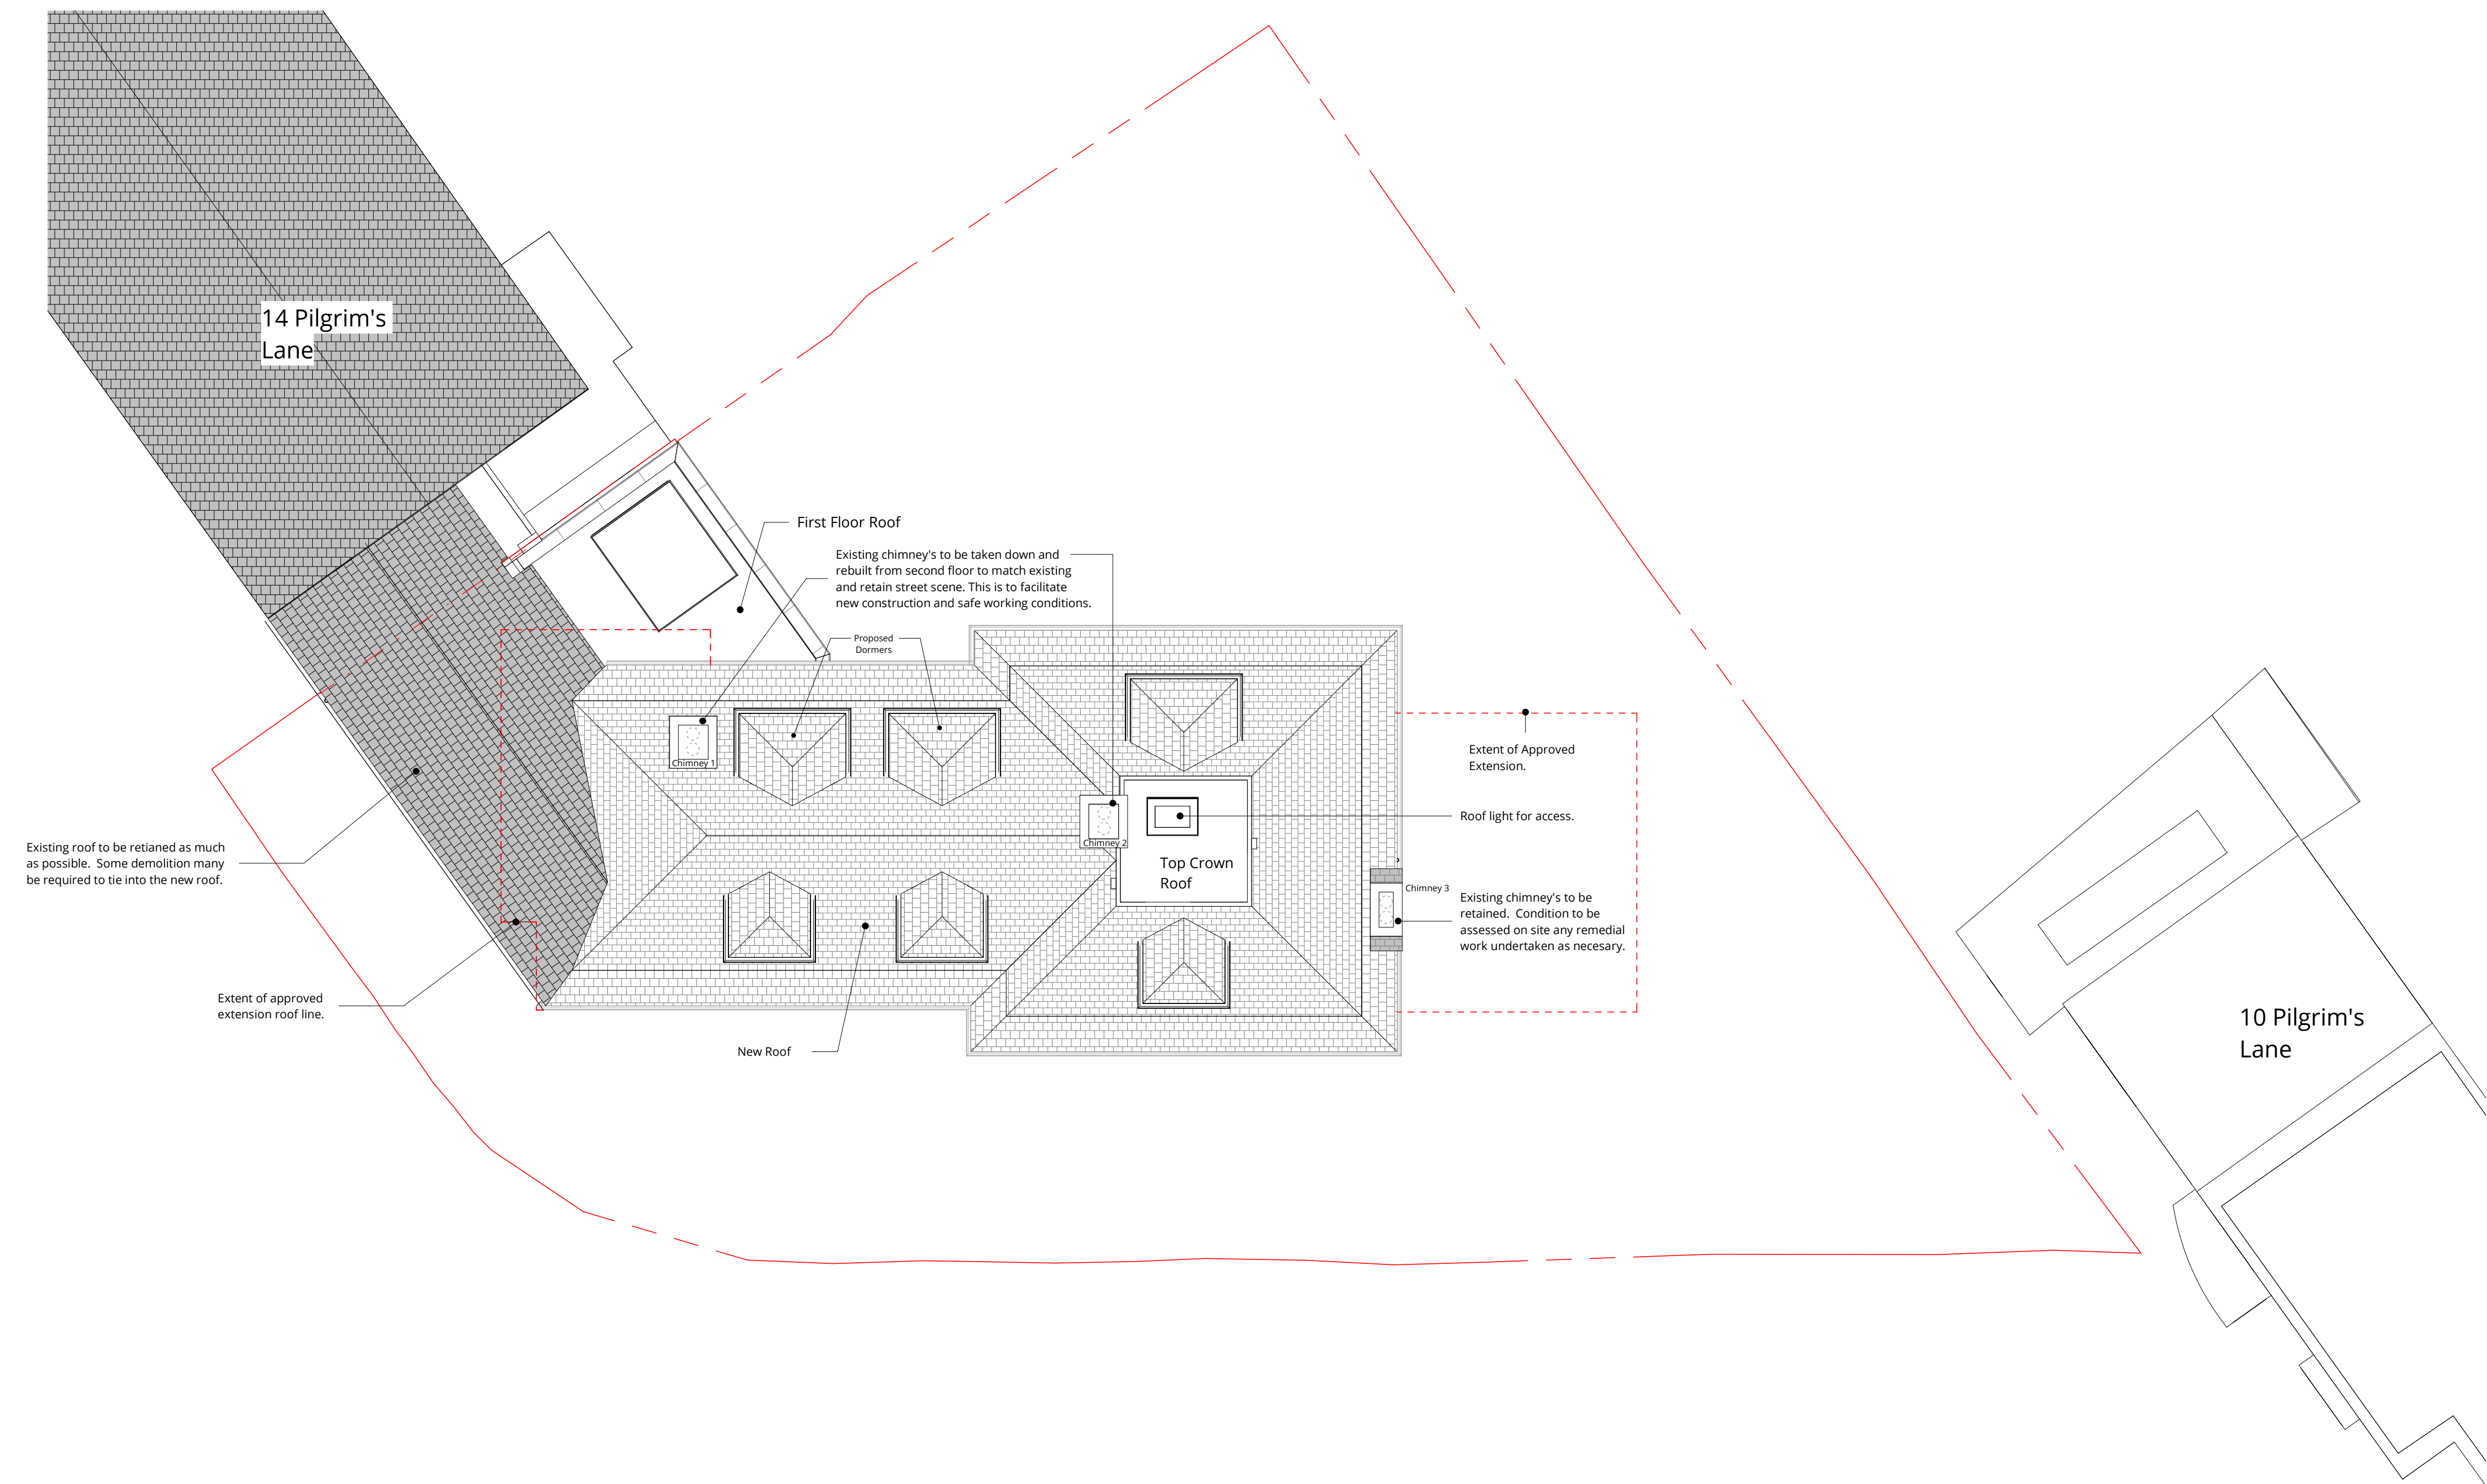 14 Pilgrim's
Lane
First Floor Roof
Existing chimney's to be taken down and
rebuilt from second floor to match existing
and retain street scene. This is to facilitate
new construction and safe working conditions.
Proposed
Dormers
Chimney 1
Extent of Approved
Extension.
Roof light for access.
Chimney 2
Top Crown
Roof
Existing roof to be retianed as much
as possible.  Some demolition many
be required to tie into the new roof.
Chimney 3
Existing chimney's to be
retained.  Condition to be
assessed on site any remedial
work undertaken as necesary.
Extent of approved
extension roof line.
New Roof
10 Pilgrim's
Lane